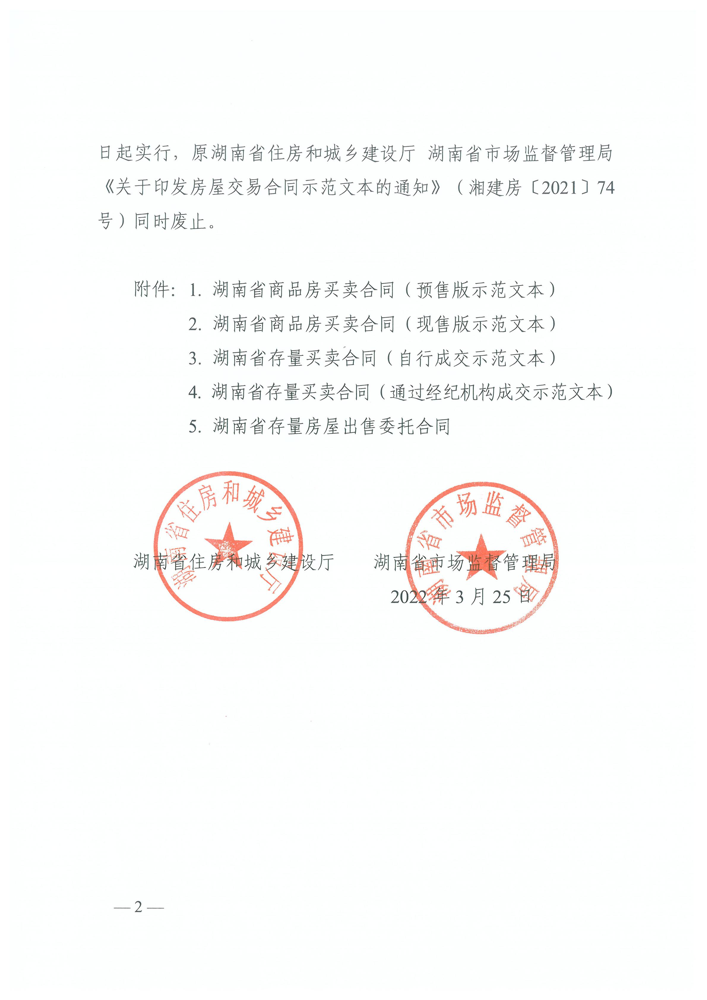 日起实行，原湖南省住房和城乡建设厅 湖南省市场监督管理局
《关于印发房屋交易合同示范文本的通知》（湘建房〔2021〕74
号）同时废止。
附件：1. 湖南省商品房买卖合同（预售版示范文本）
2. 湖南省商品房买卖合同（现售版示范文本）
3. 湖南省存量买卖合同（自行成交示范文本）
4. 湖南省存量买卖合同（通过经纪机构成交示范文本）
5. 湖南省存量房屋出售委托合同
湖南省住房和城乡建设厅
湖南省市场监督管理局
湖南省住房和城乡建设厅 湖南省市场监督管理局
2022 年 3 月 25 日
— 2 —